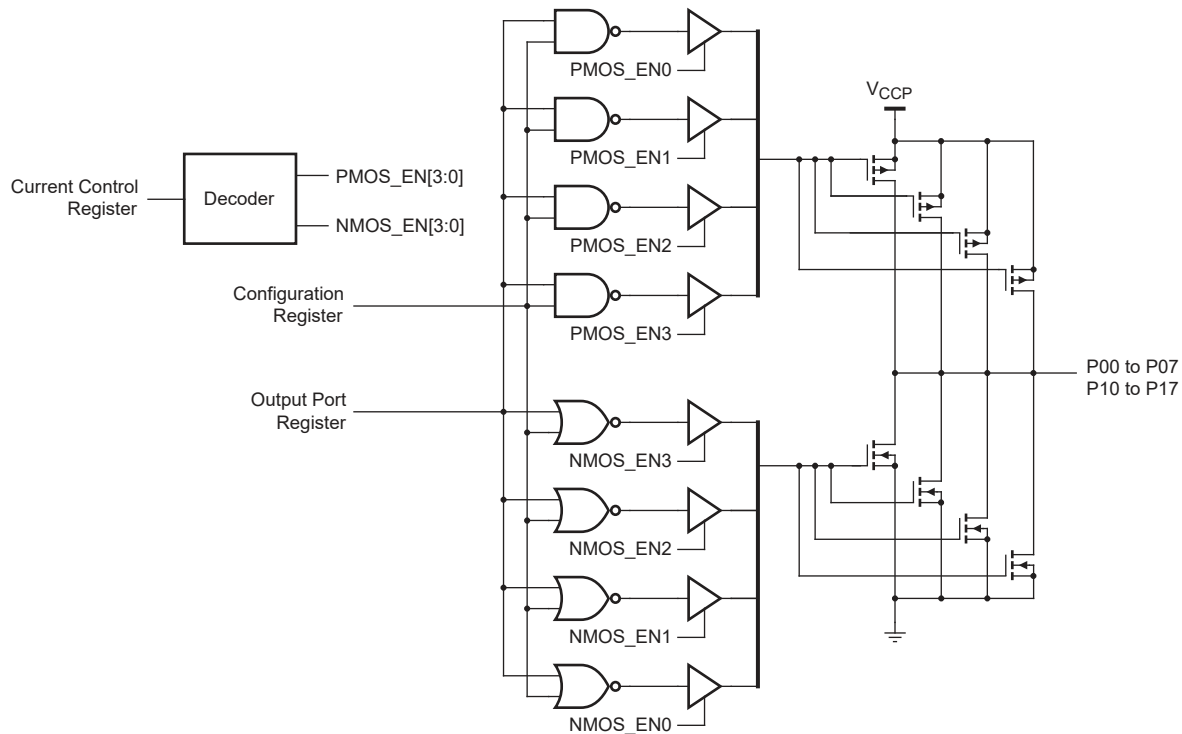 PMOS_EN0
V_CCP
PMOS_EN1
Current Control
Register
Decoder
PMOS_EN[3:0]
NMOS_EN[3:0]
PMOS_EN2
Configuration
Register
PMOS_EN3
P00 to P07
P10 to P17
Output Port
Register
NMOS_EN3
NMOS_EN2
NMOS_EN1
NMOS_EN0